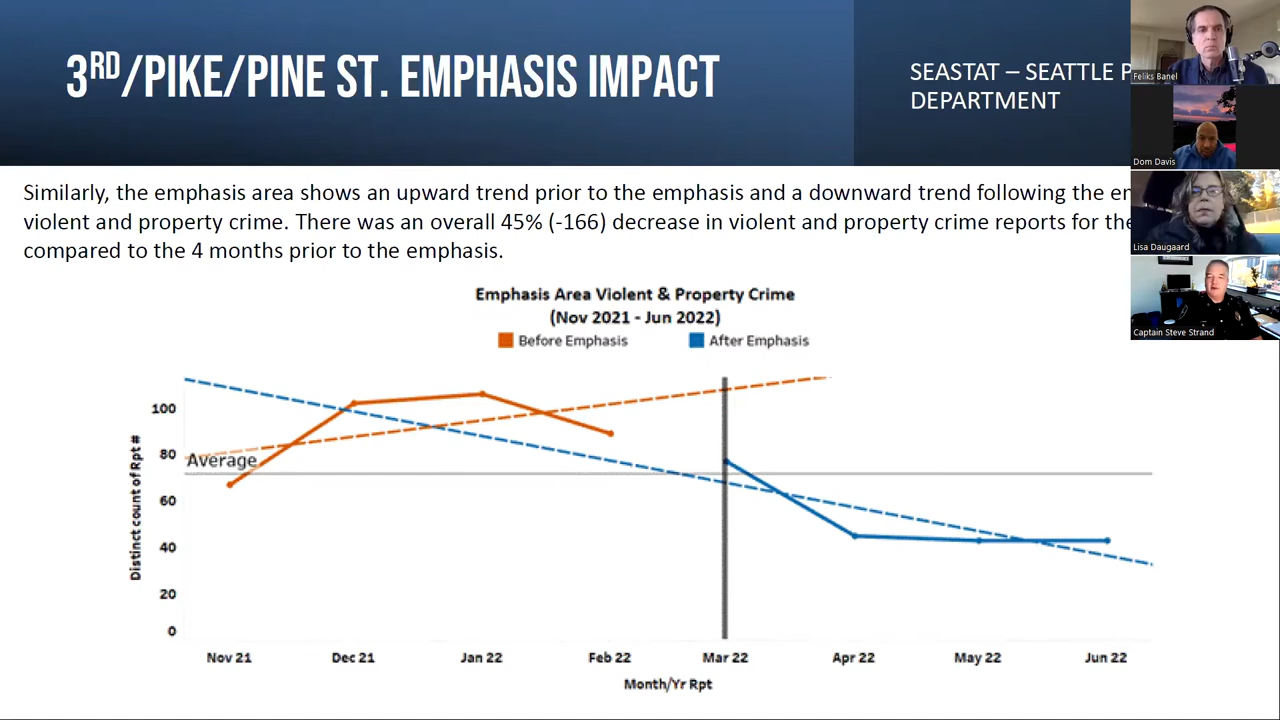 3RD/PIKE/PINE ST. EMPHASIS IMPACT
SEASTAT – SEATTLE P
DEPARTMENT
Feliks Banel
Dom Davis
Lisa Daugaard
Captain Steve Strand
Similarly, the emphasis area shows an upward trend prior to the emphasis and a downward trend following the em
violent and property crime. There was an overall 45% (-166) decrease in violent and property crime reports for the
compared to the 4 months prior to the emphasis.
Emphasis Area Violent & Property Crime
(Nov 2021 - Jun 2022)
Before Emphasis After Emphasis
Distinct count of Rpt #
100
80
60
40
20
0
Average
Nov 21 Dec 21 Jan 22 Feb 22 Mar 22 Apr 22 May 22 Jun 22
Month/Yr Rpt